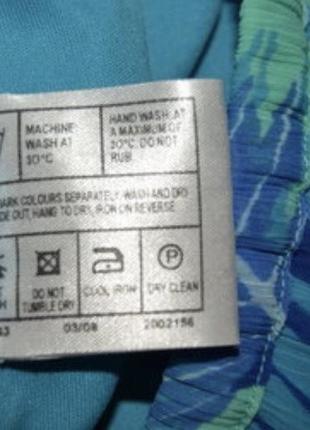 MACHINE
WASH AT
30°C
HAND WASH AT
A MAXIMUM OF
30°C. DO NOT
RUB
DARK COLOURS SEPARATELY. WASH AND DRY
DE OUT, HANG TO DRY, IRON ON REVERSE
P
DO NOT
TUMBLE DRY
COOL IRON
DRY CLEAN
03/08
2002156